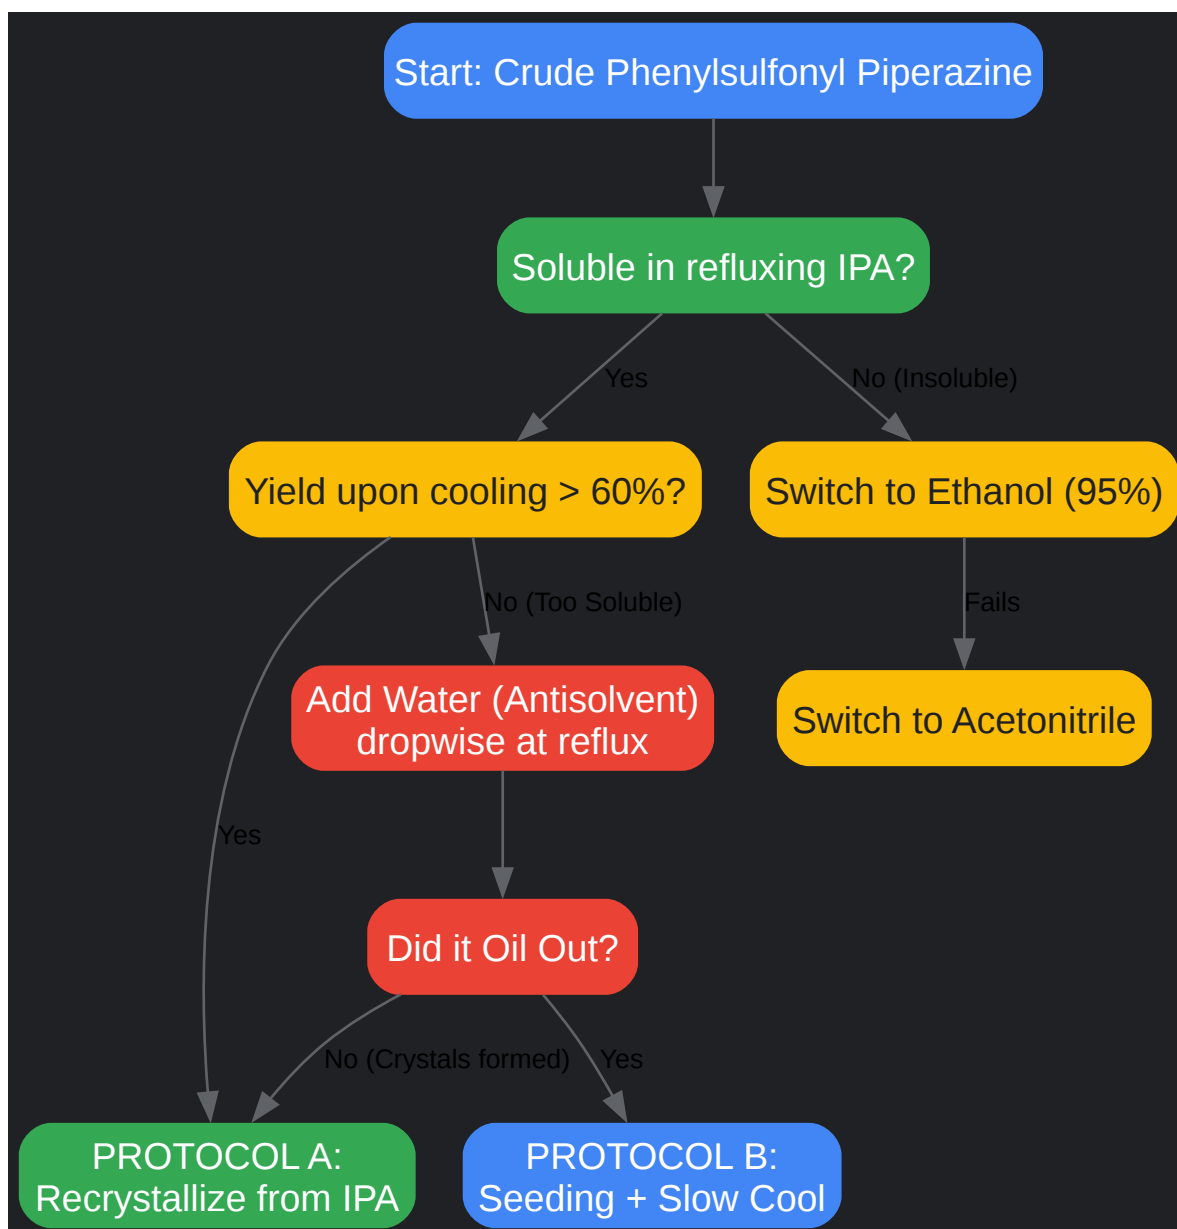 Start: Crude Phenylsulfonyl Piperazine
Soluble in refluxing IPA?
Yes
No (Insoluble)
Yield upon cooling > 60%?
Switch to Ethanol (95%)
No (Too Soluble)
Fails
Add Water (Antisolvent)
dropwise at reflux
Switch to Acetonitrile
Yes
Did it Oil Out?
No (Crystals formed)
Yes
PROTOCOL A:
Recrystallize from IPA
PROTOCOL B:
Seeding + Slow Cool